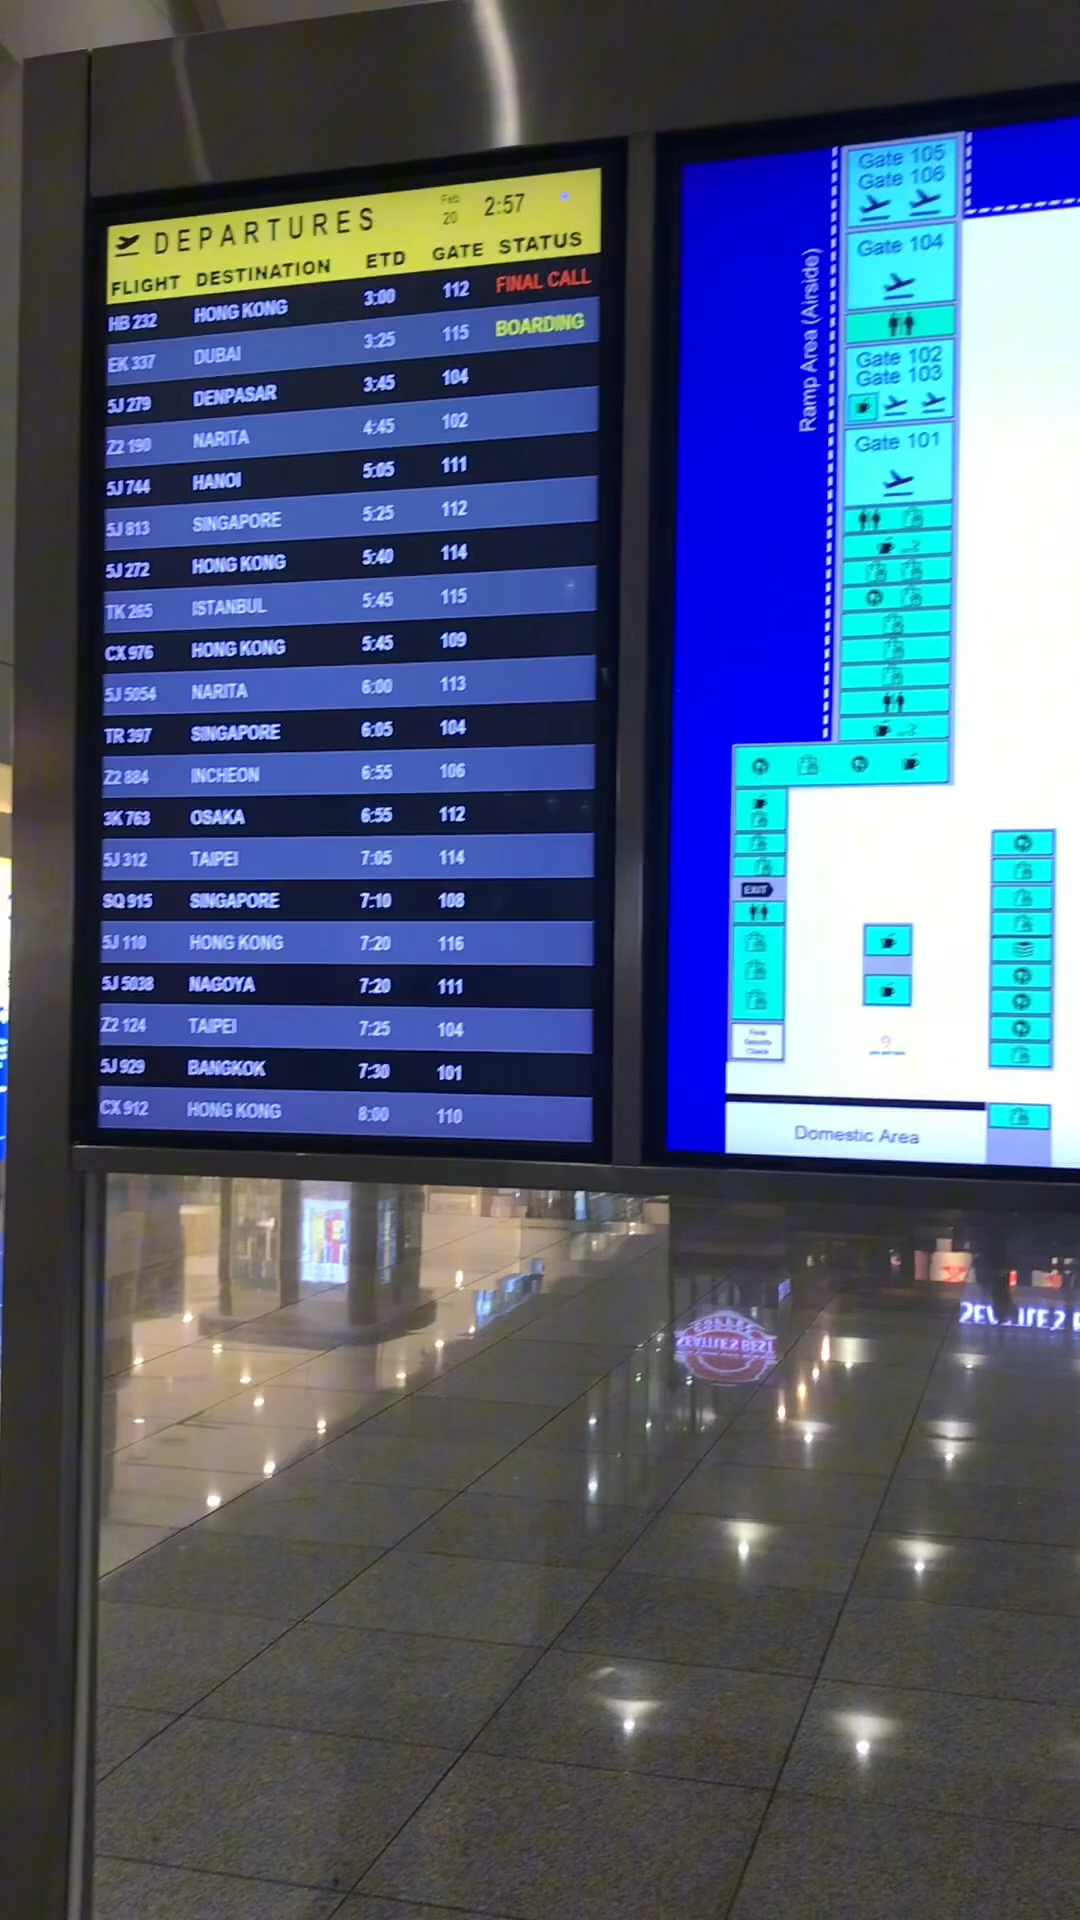 DEPARTURES Feb 20 2:57
FLIGHT DESTINATION ETD GATE STATUS
HB 232 HONG KONG 3:00 112 FINAL CALL
EK 337 DUBAI 3:25 115 BOARDING
5J 279 DENPASAR 3:45 104
Z2 190 NARITA 4:45 102
5J 744 HANOI 5:05 111
5J 813 SINGAPORE 5:25 112
5J 272 HONG KONG 5:40 114
TK 265 ISTANBUL 5:45 115
CX 976 HONG KONG 5:45 109
5J 5054 NARITA 6:00 113
TR 397 SINGAPORE 6:05 104
Z2 884 INCHEON 6:55 106
3K 763 OSAKA 6:55 112
5J 312 TAIPEI 7:05 114
SQ 915 SINGAPORE 7:10 108
5J 110 HONG KONG 7:20 116
5J 5038 NAGOYA 7:20 111
Z2 124 TAIPEI 7:25 104
5J 929 BANGKOK 7:30 101
CX 912 HONG KONG 8:00 110
Gate 105
Gate 106
Gate 104
Gate 102
Gate 103
Gate 101
Ramp Area (Airside)
EXIT
Final
Security
Check
Domestic Area
SEATTLE'S BEST
COFFEE